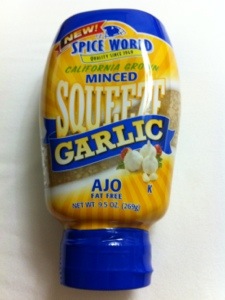 NEW!
SPICE WORLD
QUALITY SINCE 1949
CALIFORNIA GROWN
MINCED
SQUEEZE
GARLIC
AJO
FAT FREE
K
NET WT. 9.5 OZ. (269g)